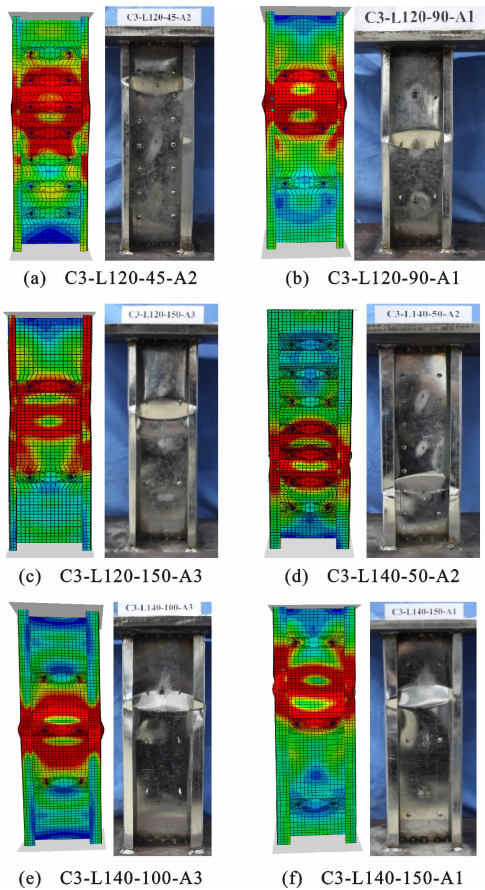 C3-L120-45-A2
C3-L120-90-A1
(a) C3-L120-45-A2
(b) C3-L120-90-A1
C3-L120-150-A3
C3-L140-50-A2
(c) C3-L120-150-A3
(d) C3-L140-50-A2
C3-L140-100-A3
C3-L140-150-A1
(e) C3-L140-100-A3
(f) C3-L140-150-A1